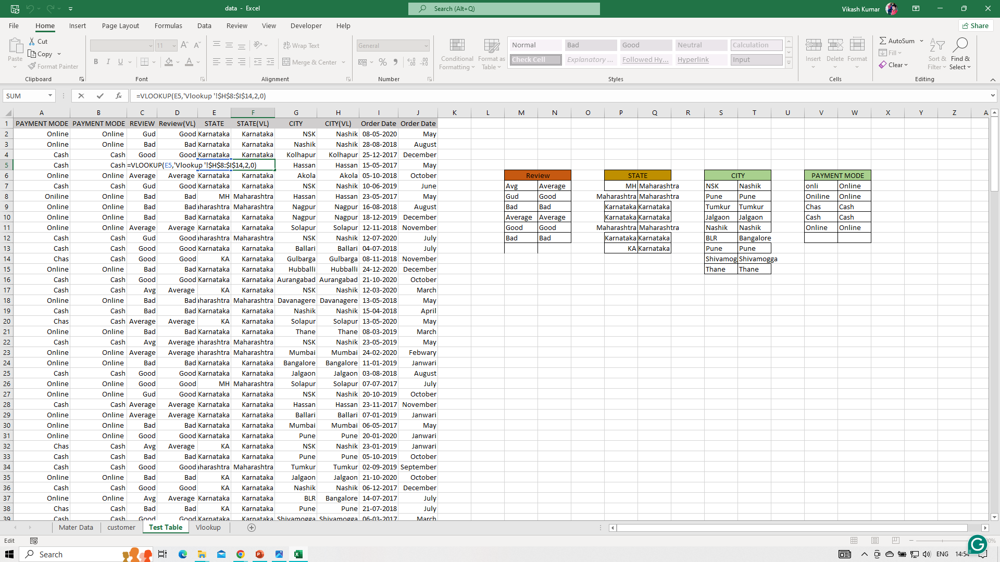 data - Excel
Search (Alt+Q)
Vikash Kumar
File Home Insert Page Layout Formulas Data Review View Developer Help Share
Paste
Cut
Copy
Format Painter
Clipboard
11
B I U
Font
Wrap Text
Merge & Center
Alignment
General
Number
Conditional Formatting
Format as Table
Normal Bad Good Neutral Calculation
Check Cell Explanatory ... Followed Hy... Hyperlink Input
Styles
Insert Delete Format
Cells
AutoSum
Fill
Clear
Sort & Filter
Find & Select
Editing
SUM
=VLOOKUP(E5,'Vlookup '!$H$8:$I$14,2,0)
A B C D E F G H I J K L M N O P Q R S T U V W X Y Z A
1 PAYMENT MODE PAYMENT MODE REVIEW Review(VL) STATE STATE(VL) CITY CITY(VL) Order Date Order Date
2 Online Online Gud Good Karnataka Karnataka NSK Nashik 08-05-2020 May
3 Online Online Bad Bad Karnataka Karnataka Nashik Nashik 28-08-2018 August
4 Cash Cash Good Good Karnataka Karnataka Kolhapur Kolhapur 25-12-2017 December
5 Cash Cash =VLOOKUP(E5,'Vlookup '!$H$8:$I$14,2,0) Hassan Hassan 15-05-2017 May
6 Online Online Average Average Karnataka Karnataka Akola Akola 05-10-2018 October Review STATE CITY PAYMENT MODE
7 Cash Cash Gud Good Karnataka Karnataka NSK Nashik 10-06-2019 June Avg Average MH Maharashtra NSK Nashik onli Online
8 Oniline Online Bad Bad MH Maharashtra Hassan Hassan 23-05-2017 May Gud Good Maharashtra Maharashtra Pune Pune Oniline Online
9 Online Online Bad Bad aharashtra Maharashtra Nagpur Nagpur 16-08-2018 August Bad Bad Karnataka Karnataka Tumkur Tumkur Chas Cash
10 Online Online Bad Bad Karnataka Karnataka Nagpur Nagpur 18-12-2019 December Average Average Karnataka Karnataka Jalgaon Jalgaon Cash Cash
11 Online Online Average Average Karnataka Karnataka Solapur Solapur 12-11-2018 November Good Good Maharashtra Maharashtra Nashik Nashik Online Online
12 Cash Cash Gud Good aharashtra Maharashtra NSK Nashik 12-07-2020 July Bad Bad Karnataka Karnataka BLR Bangalore
13 Cash Cash Good Good Karnataka Karnataka Ballari Ballari 04-07-2018 July KA Karnataka Pune Pune
14 Chas Cash Good Good KA Karnataka Gulbarga Gulbarga 08-11-2018 November Shivamog Shivamogga
15 Online Online Bad Bad Karnataka Karnataka Hubballi Hubballi 24-12-2020 December Thane Thane
16 Cash Cash Good Good Karnataka Karnataka Aurangabad Aurangabad 21-10-2020 October
17 Cash Cash Avg Average KA Karnataka NSK Nashik 12-03-2020 March
18 Online Online Bad Bad aharashtra Maharashtra Davanagere Davanagere 13-05-2018 May
19 Cash Cash Bad Bad Karnataka Karnataka Nashik Nashik 15-04-2018 April
20 Chas Cash Average Average KA Karnataka Solapur Solapur 13-05-2020 May
21 Online Online Bad Bad Karnataka Karnataka Thane Thane 08-03-2019 March
22 Cash Cash Avg Average aharashtra Maharashtra NSK Nashik 23-05-2019 May
23 Online Online Average Average aharashtra Maharashtra Mumbai Mumbai 24-02-2020 Febwary
24 Online Online Bad Bad Karnataka Karnataka Bangalore Bangalore 11-01-2019 Janwari
25 Cash Cash Good Good Karnataka Karnataka Jalgaon Jalgaon 03-08-2018 August
26 Online Online Good Good MH Maharashtra Solapur Solapur 07-07-2017 July
27 Online Online Gud Good Karnataka Karnataka NSK Nashik 20-10-2019 October
28 Cash Cash Average Average Karnataka Karnataka Hassan Hassan 23-11-2017 November
29 Online Online Average Average Karnataka Karnataka Ballari Ballari 07-01-2019 Janwari
30 Online Online Bad Bad Karnataka Karnataka Mumbai Mumbai 06-05-2017 May
31 Online Online Good Good Karnataka Karnataka Pune Pune 20-01-2020 Janwari
32 Chas Cash Avg Average KA Karnataka NSK Nashik 23-01-2019 Janwari
33 Cash Cash Bad Bad Karnataka Karnataka Pune Pune 05-10-2019 October
34 Cash Cash Good Good aharashtra Maharashtra Tumkur Tumkur 02-09-2019 September
35 Online Online Bad Bad KA Karnataka Jalgaon Jalgaon 21-10-2020 October
36 Cash Cash Good Good KA Karnataka Nashik Nashik 06-12-2017 December
37 Online Online Avg Average Karnataka Karnataka BLR Bangalore 14-07-2017 July
38 Chas Cash Bad Bad KA Karnataka Pune Pune 21-07-2018 July
39 Cash Cash Good Good Karnataka Karnataka Shivamogga Shivamogga 06-03-2017 March
Mater Data customer Test Table Vlookup
Edit
Search
ENG 14:54